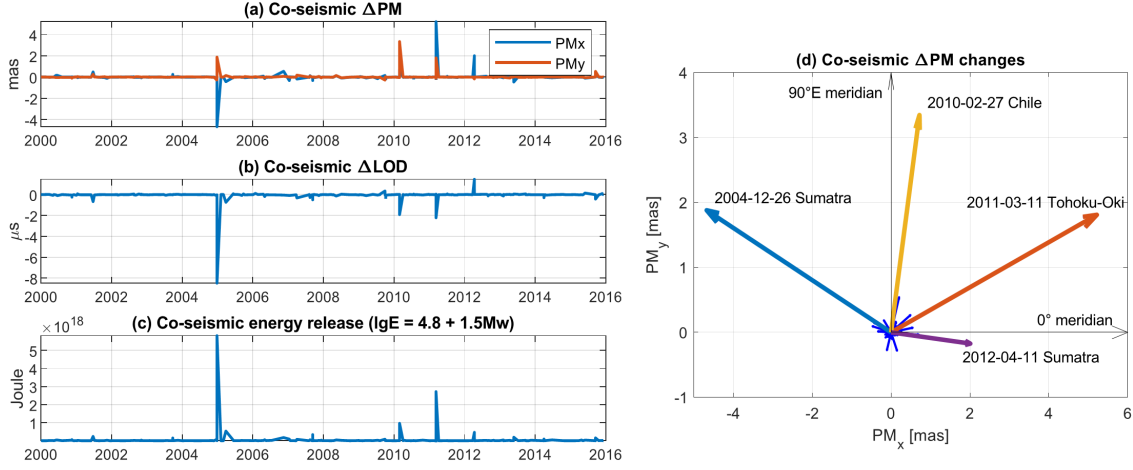 (a) Co-seismic ΔPM
4
2
0
-2
-4
mas
PMx
PMy
2000 2002 2004 2006 2008 2010 2012 2014 2016
(b) Co-seismic ΔLOD
0
-2
-4
-6
-8
μs
2000 2002 2004 2006 2008 2010 2012 2014 2016
×10^18
(c) Co-seismic energy release (lgE = 4.8 + 1.5Mw)
5
4
3
2
1
Joule
2000 2002 2004 2006 2008 2010 2012 2014 2016
(d) Co-seismic ΔPM changes
4
3
2
1
0
-1
PM_y [mas]
90°E meridian
2010-02-27 Chile
2004-12-26 Sumatra
2011-03-11 Tohoku-Oki
0° meridian
2012-04-11 Sumatra
-4 -2 0 2 4 6
PM_x [mas]